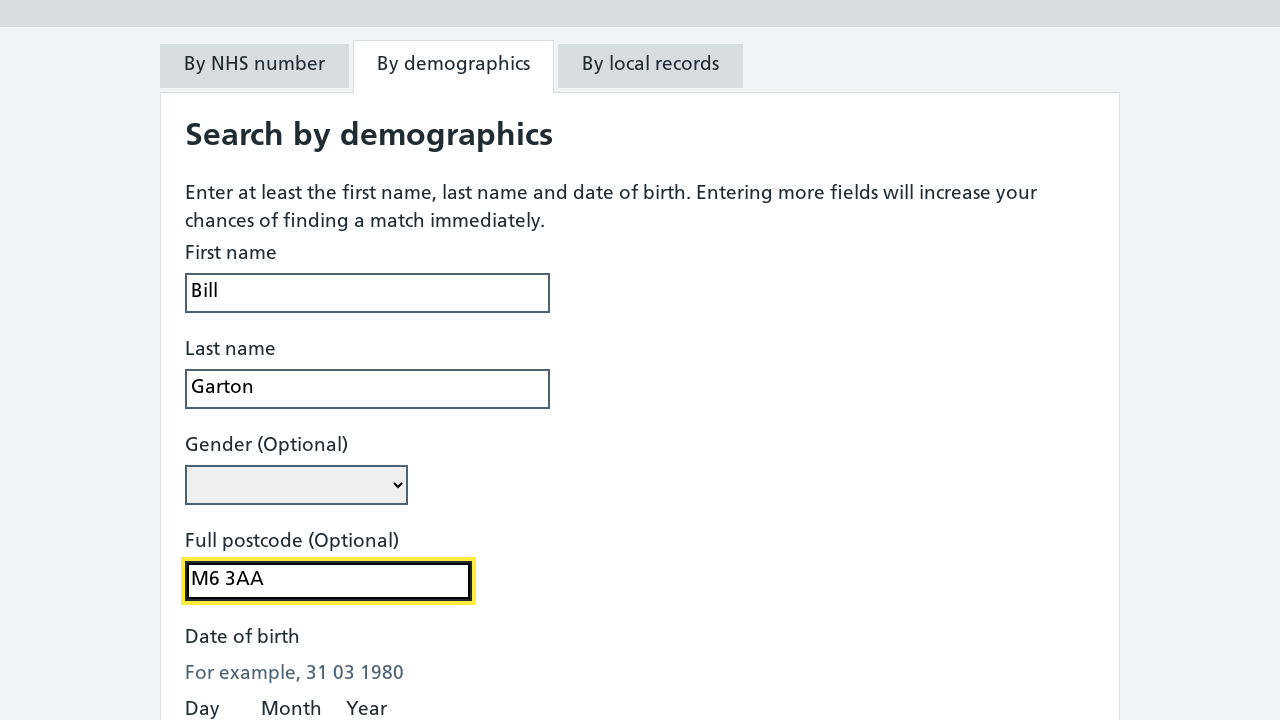 By NHS number
By demographics
By local records
Search by demographics
Enter at least the first name, last name and date of birth. Entering more fields will increase your
chances of finding a match immediately.
First name
Bill
Last name
Garton
Gender (Optional)
Full postcode (Optional)
M6 3AA
Date of birth
For example, 31 03 1980
Day Month Year